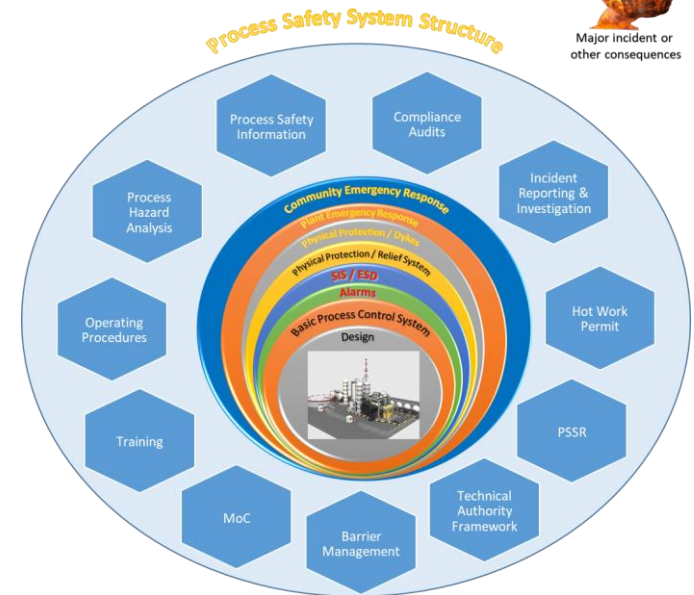 Process Safety System Structure
Major incident or
other consequences
Process Safety
Information
Compliance
Audits
Incident
Reporting &
Investigation
Process
Hazard
Analysis
Hot Work
Permit
Operating
Procedures
PSSR
Training
Technical
Authority
Framework
MoC
Barrier
Management
Community Emergency Response
Plant Emergency Response
Physical Protection / Dykes
Physical Protection / Relief System
SIS / ESD
Alarms
Basic Process Control System
Design